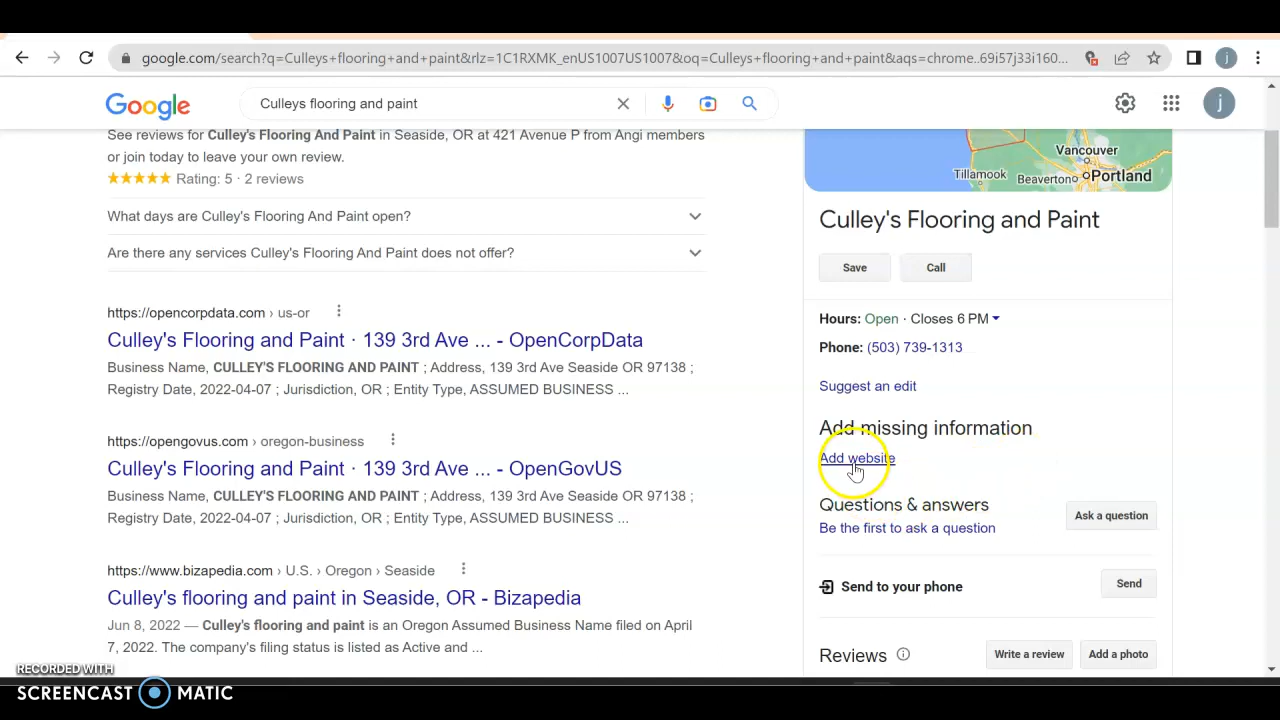 google.com/search?q=Culleys+flooring+and+paint&rlz=1C1RXMK_enUS1007US1007&oq=Culleys+flooring+and+paint&aqs=chrome..69i57j33i160...
j
Google
Culleys flooring and paint
j
See reviews for Culley's Flooring And Paint in Seaside, OR at 421 Avenue P from Angi members
or join today to leave your own review.
Rating: 5 · 2 reviews
What days are Culley's Flooring And Paint open?
Are there any services Culley's Flooring And Paint does not offer?
https://opencorpdata.com › us-or
Culley's Flooring and Paint · 139 3rd Ave ... - OpenCorpData
Business Name, CULLEY'S FLOORING AND PAINT ; Address, 139 3rd Ave Seaside OR 97138 ;
Registry Date, 2022-04-07 ; Jurisdiction, OR ; Entity Type, ASSUMED BUSINESS ...
https://opengovus.com › oregon-business
Culley's Flooring and Paint · 139 3rd Ave ... - OpenGovUS
Business Name, CULLEY'S FLOORING AND PAINT ; Address, 139 3rd Ave Seaside OR 97138 ;
Registry Date, 2022-04-07 ; Jurisdiction, OR ; Entity Type, ASSUMED BUSINESS ...
https://www.bizapedia.com › U.S. › Oregon › Seaside
Culley's flooring and paint in Seaside, OR - Bizapedia
Jun 8, 2022 — Culley's flooring and paint is an Oregon Assumed Business Name filed on April
7, 2022. The company's filing status is listed as Active and ...
Vancouver
Tillamook
Beaverton
Portland
Culley's Flooring and Paint
Save
Call
Hours: Open · Closes 6 PM
Phone: (503) 739-1313
Suggest an edit
Add missing information
Add website
Questions & answers
Be the first to ask a question
Ask a question
Send to your phone
Send
Reviews
Write a review
Add a photo
RECORDED WITH
SCREENCAST MATIC